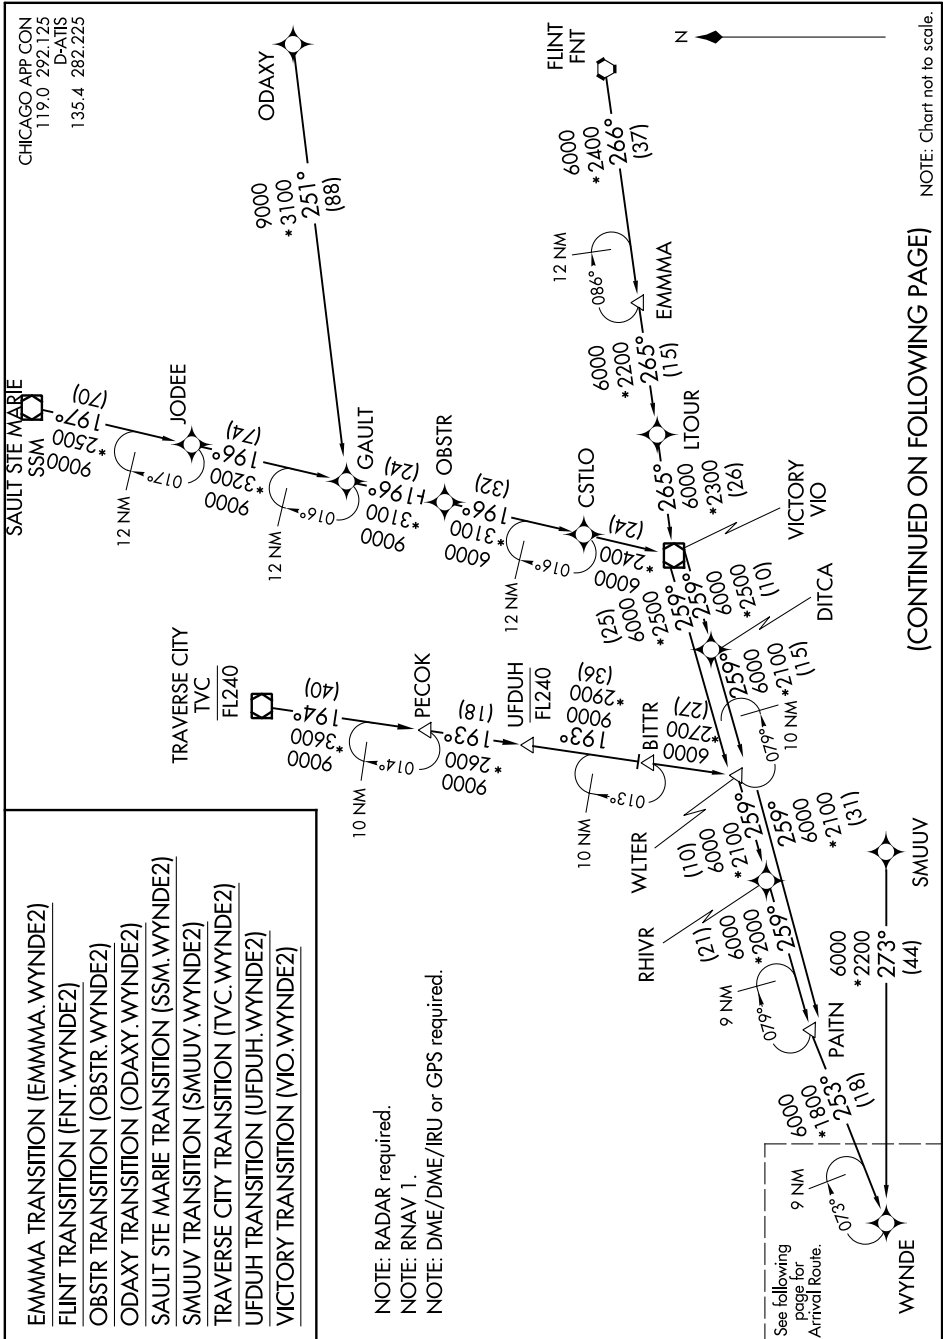 CHICAGO APP CON
119.0 292.125
D-ATIS
135.4 282.225
SAULT STE MARIE
SSM
9000
*2500
197°
(70)
12 NM
017°
JODEE
9000
*3200
196°
(74)
12 NM
016°
ODAXY
9000
*3100
251°
(88)
GAULT
9000
*3100
196°
(24)
OBSTR
6000
*3100
196°
(32)
12 NM
016°
CSTLO
6000
*2400
(24)
FLINT
FNT
6000
*2400
266°
(37)
12 NM
086°
EMMMA
6000
*2200
265°
(15)
LTOUR
265°
6000
*2300
(26)
VICTORY
VIO
N
TRAVERSE CITY
TVC
FL240
9000
*3600
194°
(40)
10 NM
014°
PECOK
9000
*2600
193°
(18)
UFDUH
FL240
193°
9000
*2900
(36)
10 NM
013°
BITTR
6000
*2700
(27)
(25)
6000
*2500
259°
259°
6000
*2500
(10)
DITCA
259°
6000
*2100
(15)
10 NM
079°
WLTER
(10)
6000
*2100
259°
259°
6000
*2100
(31)
RHIVR
(21)
6000
*2000
259°
9 NM
079°
PAITN
6000
*1800
253°
(18)
SMUUV
6000
*2200
273°
(44)
9 NM
073°
WYNDE
See following
page for
Arrival Route.
EMMMA TRANSITION (EMMMA.WYNDE2)
FLINT TRANSITION (FNT.WYNDE2)
OBSTR TRANSITION (OBSTR.WYNDE2)
ODAXY TRANSITION (ODAXY.WYNDE2)
SAULT STE MARIE TRANSITION (SSM.WYNDE2)
SMUUV TRANSITION (SMUUV.WYNDE2)
TRAVERSE CITY TRANSITION (TVC.WYNDE2)
UFDUH TRANSITION (UFDUH.WYNDE2)
VICTORY TRANSITION (VIO.WYNDE2)
NOTE: RADAR required.
NOTE: RNAV 1.
NOTE: DME/DME/IRU or GPS required.
(CONTINUED ON FOLLOWING PAGE)
NOTE: Chart not to scale.